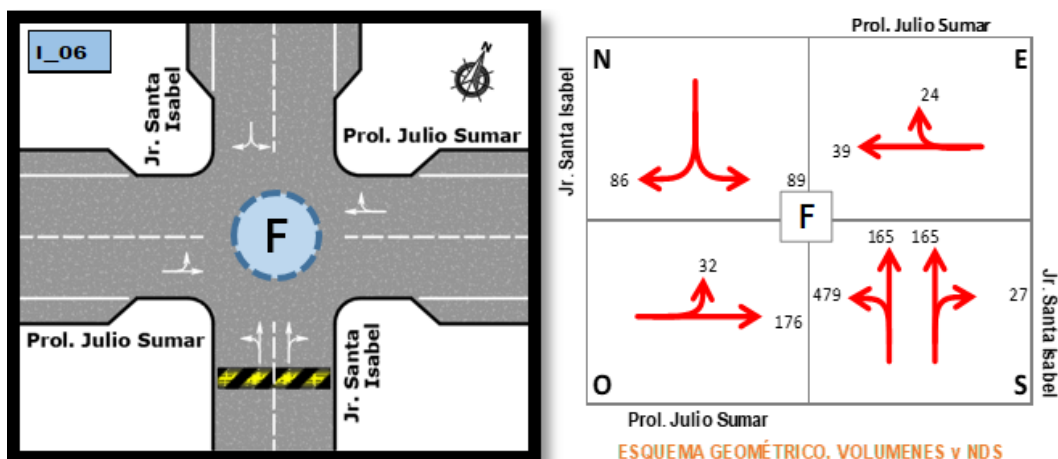 I_06
Jr. Santa
Isabel
N
Prol. Julio Sumar
F
Prol. Julio Sumar
Jr. Santa
Isabel
Prol. Julio Sumar
Jr. Santa Isabel
N
E
24
39
86
89
F
165
165
32
479
27
176
O
S
Jr. Santa Isabel
Prol. Julio Sumar
ESQUEMA GEOMÉTRICO. VOLUMENES y NDS